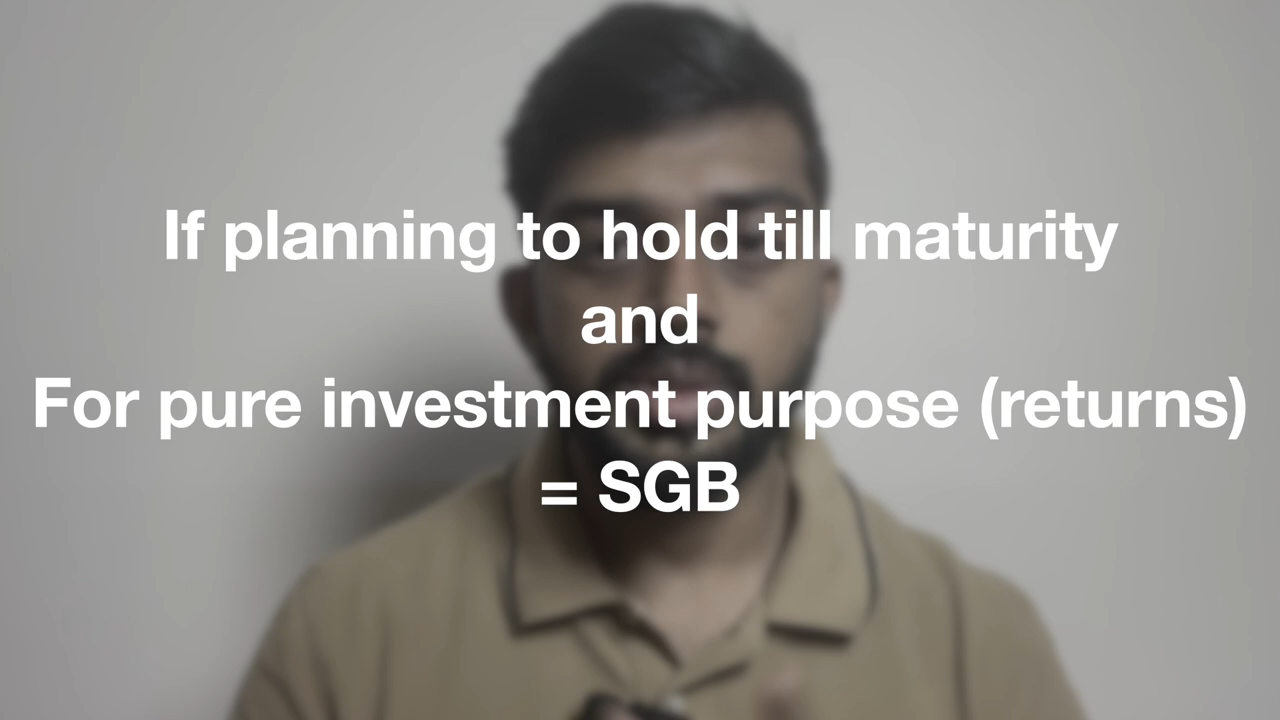 If planning to hold till maturity
and
For pure investment purpose (returns)
= SGB